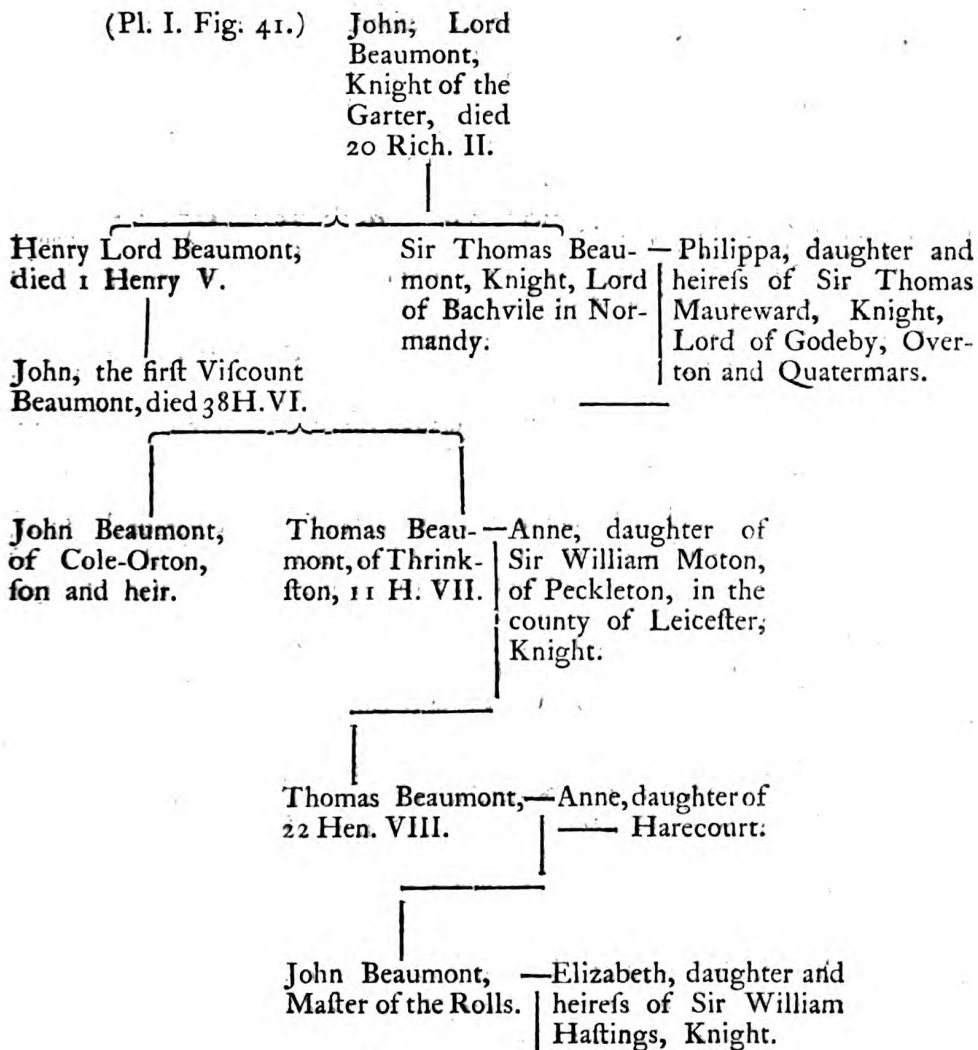 (Pl. I. Fig. 41.)
John, Lord
Beaumont,
Knight of the
Garter, died
20 Rich. II.
Henry Lord Beaumont,
died 1 Henry V.
Sir Thomas Beau-
mont, Knight, Lord
of Bachvile in Nor-
mandy.
Philippa, daughter and
heireſs of Sir Thomas
Maureward, Knight,
Lord of Godeby, Over-
ton and Quatermars.
John, the firſt Viſcount
Beaumont, died 38 H. VI.
John Beaumont,
of Cole-Orton,
ſon and heir.
Thomas Beau-
mont, of Thrink-
ſton, 11 H. VII.
Anne, daughter of
Sir William Moton,
of Peckleton, in the
county of Leiceſter,
Knight.
Thomas Beaumont,
22 Hen. VIII.
Anne, daughter of
—— Harecourt.
John Beaumont,
Maſter of the Rolls.
Elizabeth, daughter and
heireſs of Sir William
Haſtings, Knight.